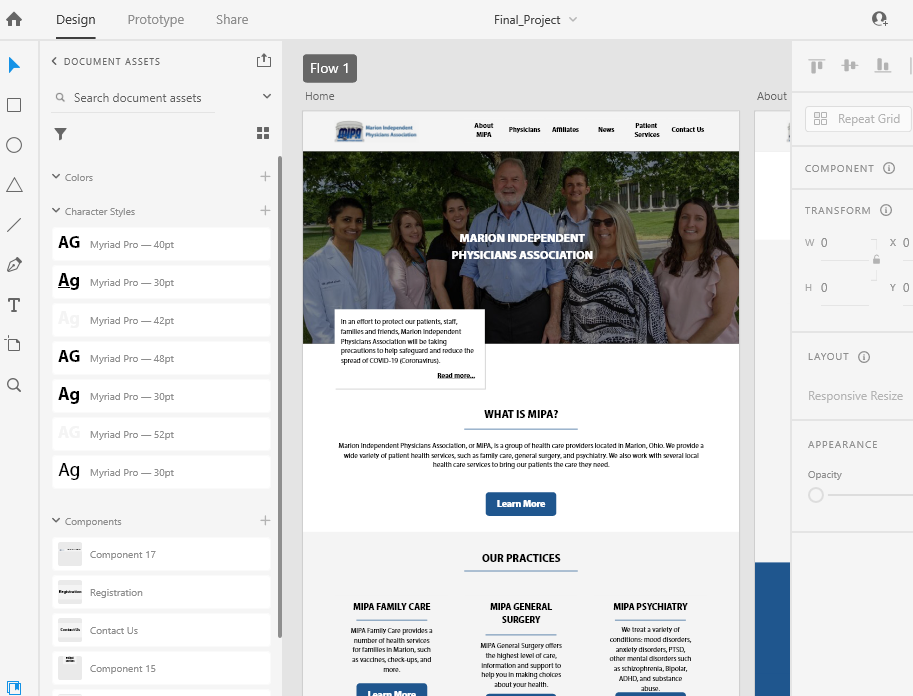 Design Prototype Share Final_Project
DOCUMENT ASSETS
Search document assets
Colors
Character Styles
AG Myriad Pro — 40pt
Ag Myriad Pro — 30pt
AG Myriad Pro — 42pt
AG Myriad Pro — 48pt
Ag Myriad Pro — 30pt
AG Myriad Pro — 52pt
Ag Myriad Pro — 30pt
Components
Component 17
Registration Registration
Contact Us Contact Us
Component 15
Flow 1
Home
MIPA Marion Independent
Physicians Association
About
MIPA
Physicians
Affiliates
News
Patient
Services
Contact Us
MARION INDEPENDENT
PHYSICIANS ASSOCIATION
In an effort to protect our patients, staff,
families and friends, Marion Independent
Physicians Association will be taking
precautions to help safeguard and reduce the
spread of COVID-19 (Coronavirus).
Read more...
WHAT IS MIPA?
Marion Independent Physicians Association, or MIPA, is a group of health care providers located in Marion, Ohio. We provide a
wide variety of patient health services, such as family care, general surgery, and psychiatry. We also work with several local
health care services to bring our patients the care they need.
Learn More
OUR PRACTICES
MIPA FAMILY CARE
MIPA Family Care provides a
number of health services
for families in Marion, such
as vaccines, check-ups, and
more.
Learn More
MIPA GENERAL
SURGERY
MIPA General Surgery offers
the highest level of care,
information and support to
help you in making choices
about your health.
MIPA PSYCHIATRY
We treat a variety of
conditions: mood disorders,
anxiety disorders, PTSD,
other mental disorders such
as schizophrenia, Bipolar,
ADHD, and substance
abuse.
About
Repeat Grid
COMPONENT
TRANSFORM
W 0 X 0
H 0 Y 0
LAYOUT
Responsive Resize
APPEARANCE
Opacity